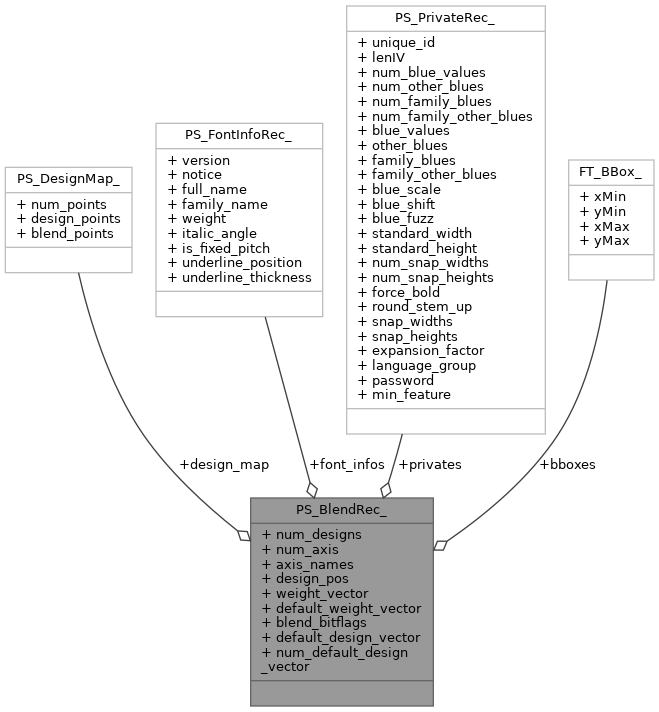 PS_DesignMap_
+ num_points
+ design_points
+ blend_points
PS_FontInfoRec_
+ version
+ notice
+ full_name
+ family_name
+ weight
+ italic_angle
+ is_fixed_pitch
+ underline_position
+ underline_thickness
PS_PrivateRec_
+ unique_id
+ lenIV
+ num_blue_values
+ num_other_blues
+ num_family_blues
+ num_family_other_blues
+ blue_values
+ other_blues
+ family_blues
+ family_other_blues
+ blue_scale
+ blue_shift
+ blue_fuzz
+ standard_width
+ standard_height
+ num_snap_widths
+ num_snap_heights
+ force_bold
+ round_stem_up
+ snap_widths
+ snap_heights
+ expansion_factor
+ language_group
+ password
+ min_feature
FT_BBox_
+ xMin
+ yMin
+ xMax
+ yMax
+design_map
+font_infos
+privates
+bboxes
PS_BlendRec_
+ num_designs
+ num_axis
+ axis_names
+ design_pos
+ weight_vector
+ default_weight_vector
+ blend_bitflags
+ default_design_vector
+ num_default_design
_vector